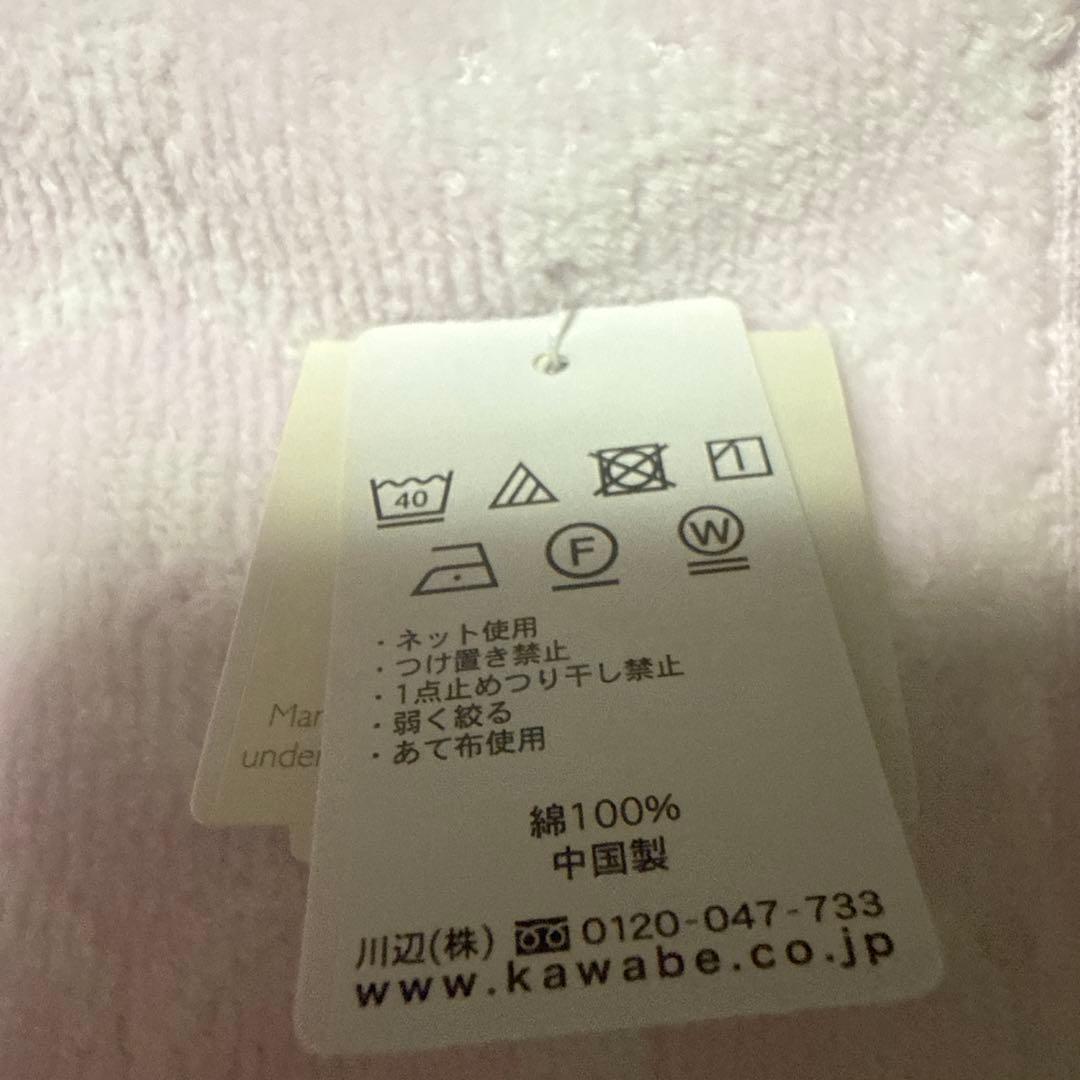 40
F
W
・ネット使用
・つけ置き禁止
・1点止めつり干し禁止
・弱く絞る
・あて布使用
綿100%
中国製
川辺(株) 0120-047-733
www.kawabe.co.jp